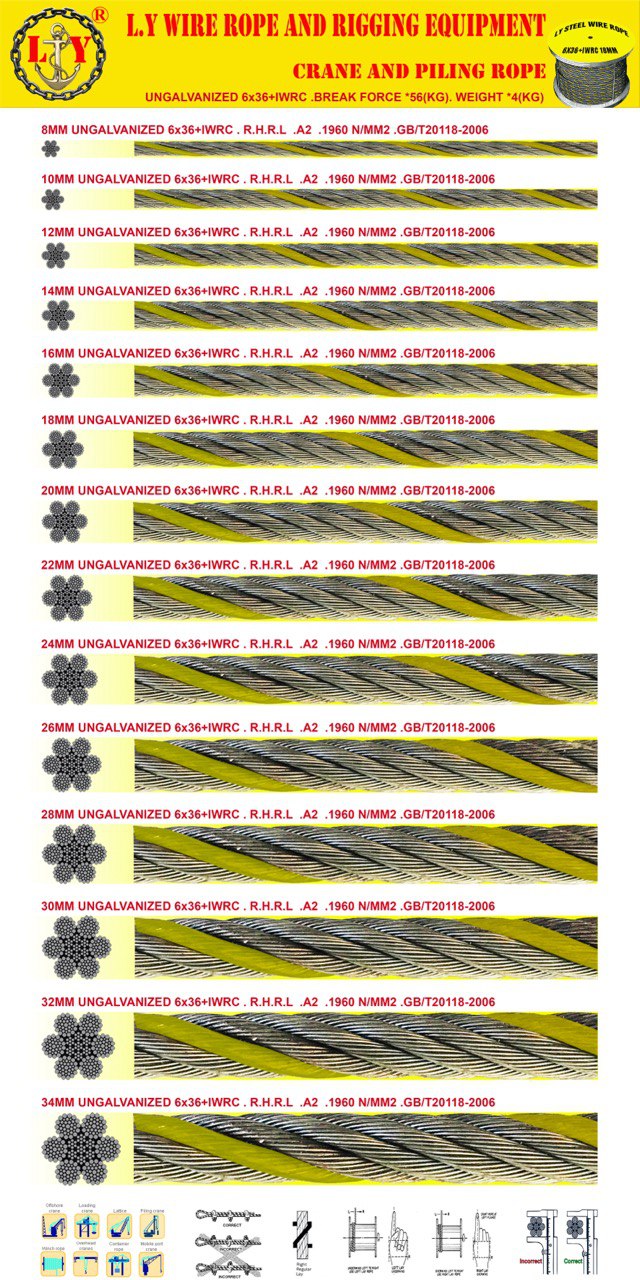 L.Y WIRE ROPE AND RIGGING EQUIPMENT
L Y ®
CRANE AND PILING ROPE
LY STEEL WIRE ROPE
6X36+IWRC 18MM
UNGALVANIZED 6x36+IWRC .BREAK FORCE *56(KG). WEIGHT *4(KG)
8MM UNGALVANIZED 6x36+IWRC . R.H.R.L .A2 .1960 N/MM2 .GB/T20118-2006
10MM UNGALVANIZED 6x36+IWRC . R.H.R.L .A2 .1960 N/MM2 .GB/T20118-2006
12MM UNGALVANIZED 6x36+IWRC . R.H.R.L .A2 .1960 N/MM2 .GB/T20118-2006
14MM UNGALVANIZED 6x36+IWRC . R.H.R.L .A2 .1960 N/MM2 .GB/T20118-2006
16MM UNGALVANIZED 6x36+IWRC . R.H.R.L .A2 .1960 N/MM2 .GB/T20118-2006
18MM UNGALVANIZED 6x36+IWRC . R.H.R.L .A2 .1960 N/MM2 .GB/T20118-2006
20MM UNGALVANIZED 6x36+IWRC . R.H.R.L .A2 .1960 N/MM2 .GB/T20118-2006
22MM UNGALVANIZED 6x36+IWRC . R.H.R.L .A2 .1960 N/MM2 .GB/T20118-2006
24MM UNGALVANIZED 6x36+IWRC . R.H.R.L .A2 .1960 N/MM2 .GB/T20118-2006
26MM UNGALVANIZED 6x36+IWRC . R.H.R.L .A2 .1960 N/MM2 .GB/T20118-2006
28MM UNGALVANIZED 6x36+IWRC . R.H.R.L .A2 .1960 N/MM2 .GB/T20118-2006
30MM UNGALVANIZED 6x36+IWRC . R.H.R.L .A2 .1960 N/MM2 .GB/T20118-2006
32MM UNGALVANIZED 6x36+IWRC . R.H.R.L .A2 .1960 N/MM2 .GB/T20118-2006
34MM UNGALVANIZED 6x36+IWRC . R.H.R.L .A2 .1960 N/MM2 .GB/T20118-2006
Offshore crane
Loading crane
Lattice
Piling crane
Overhead cranes
Container rope
Mobile port crane
CORRECT
INCORRECT
INCORRECT
Right Regular Lay
Incorrect
Correct